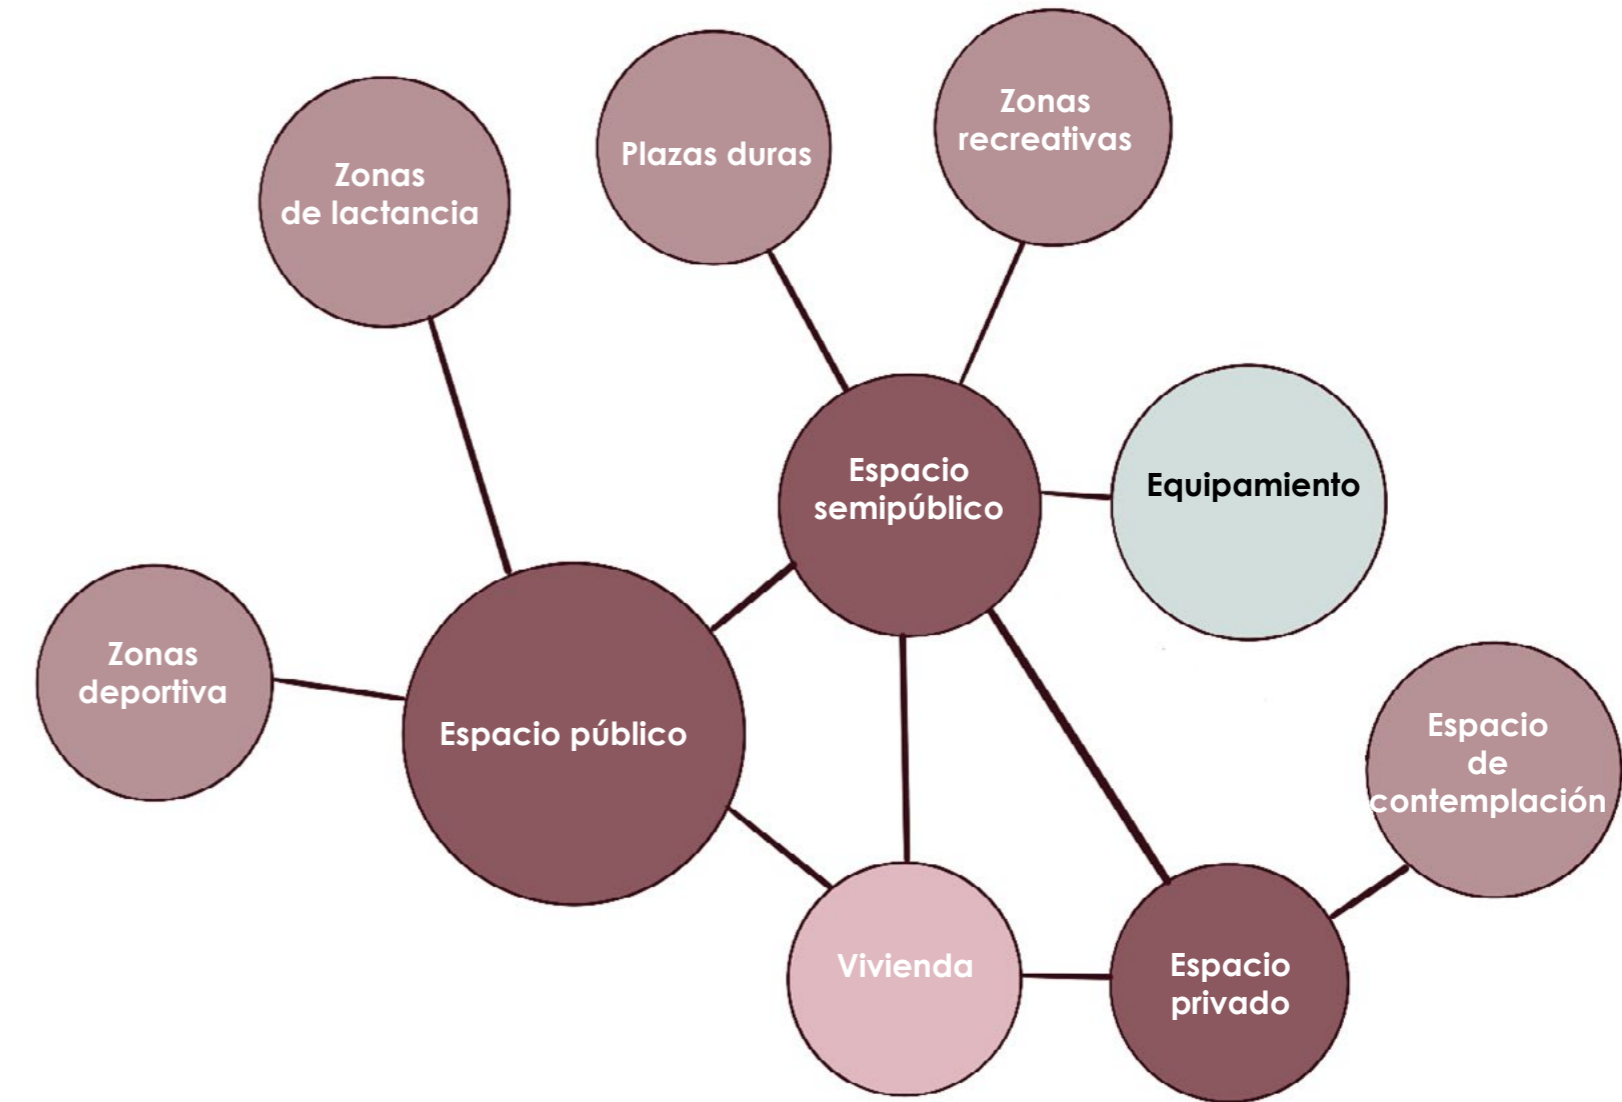 Zonas
recreativas
Plazas duras
Zonas
de lactancia
Espacio
semipúblico
Equipamiento
Zonas
deportiva
Espacio público
Espacio
de
contemplación
Vivienda
Espacio
privado